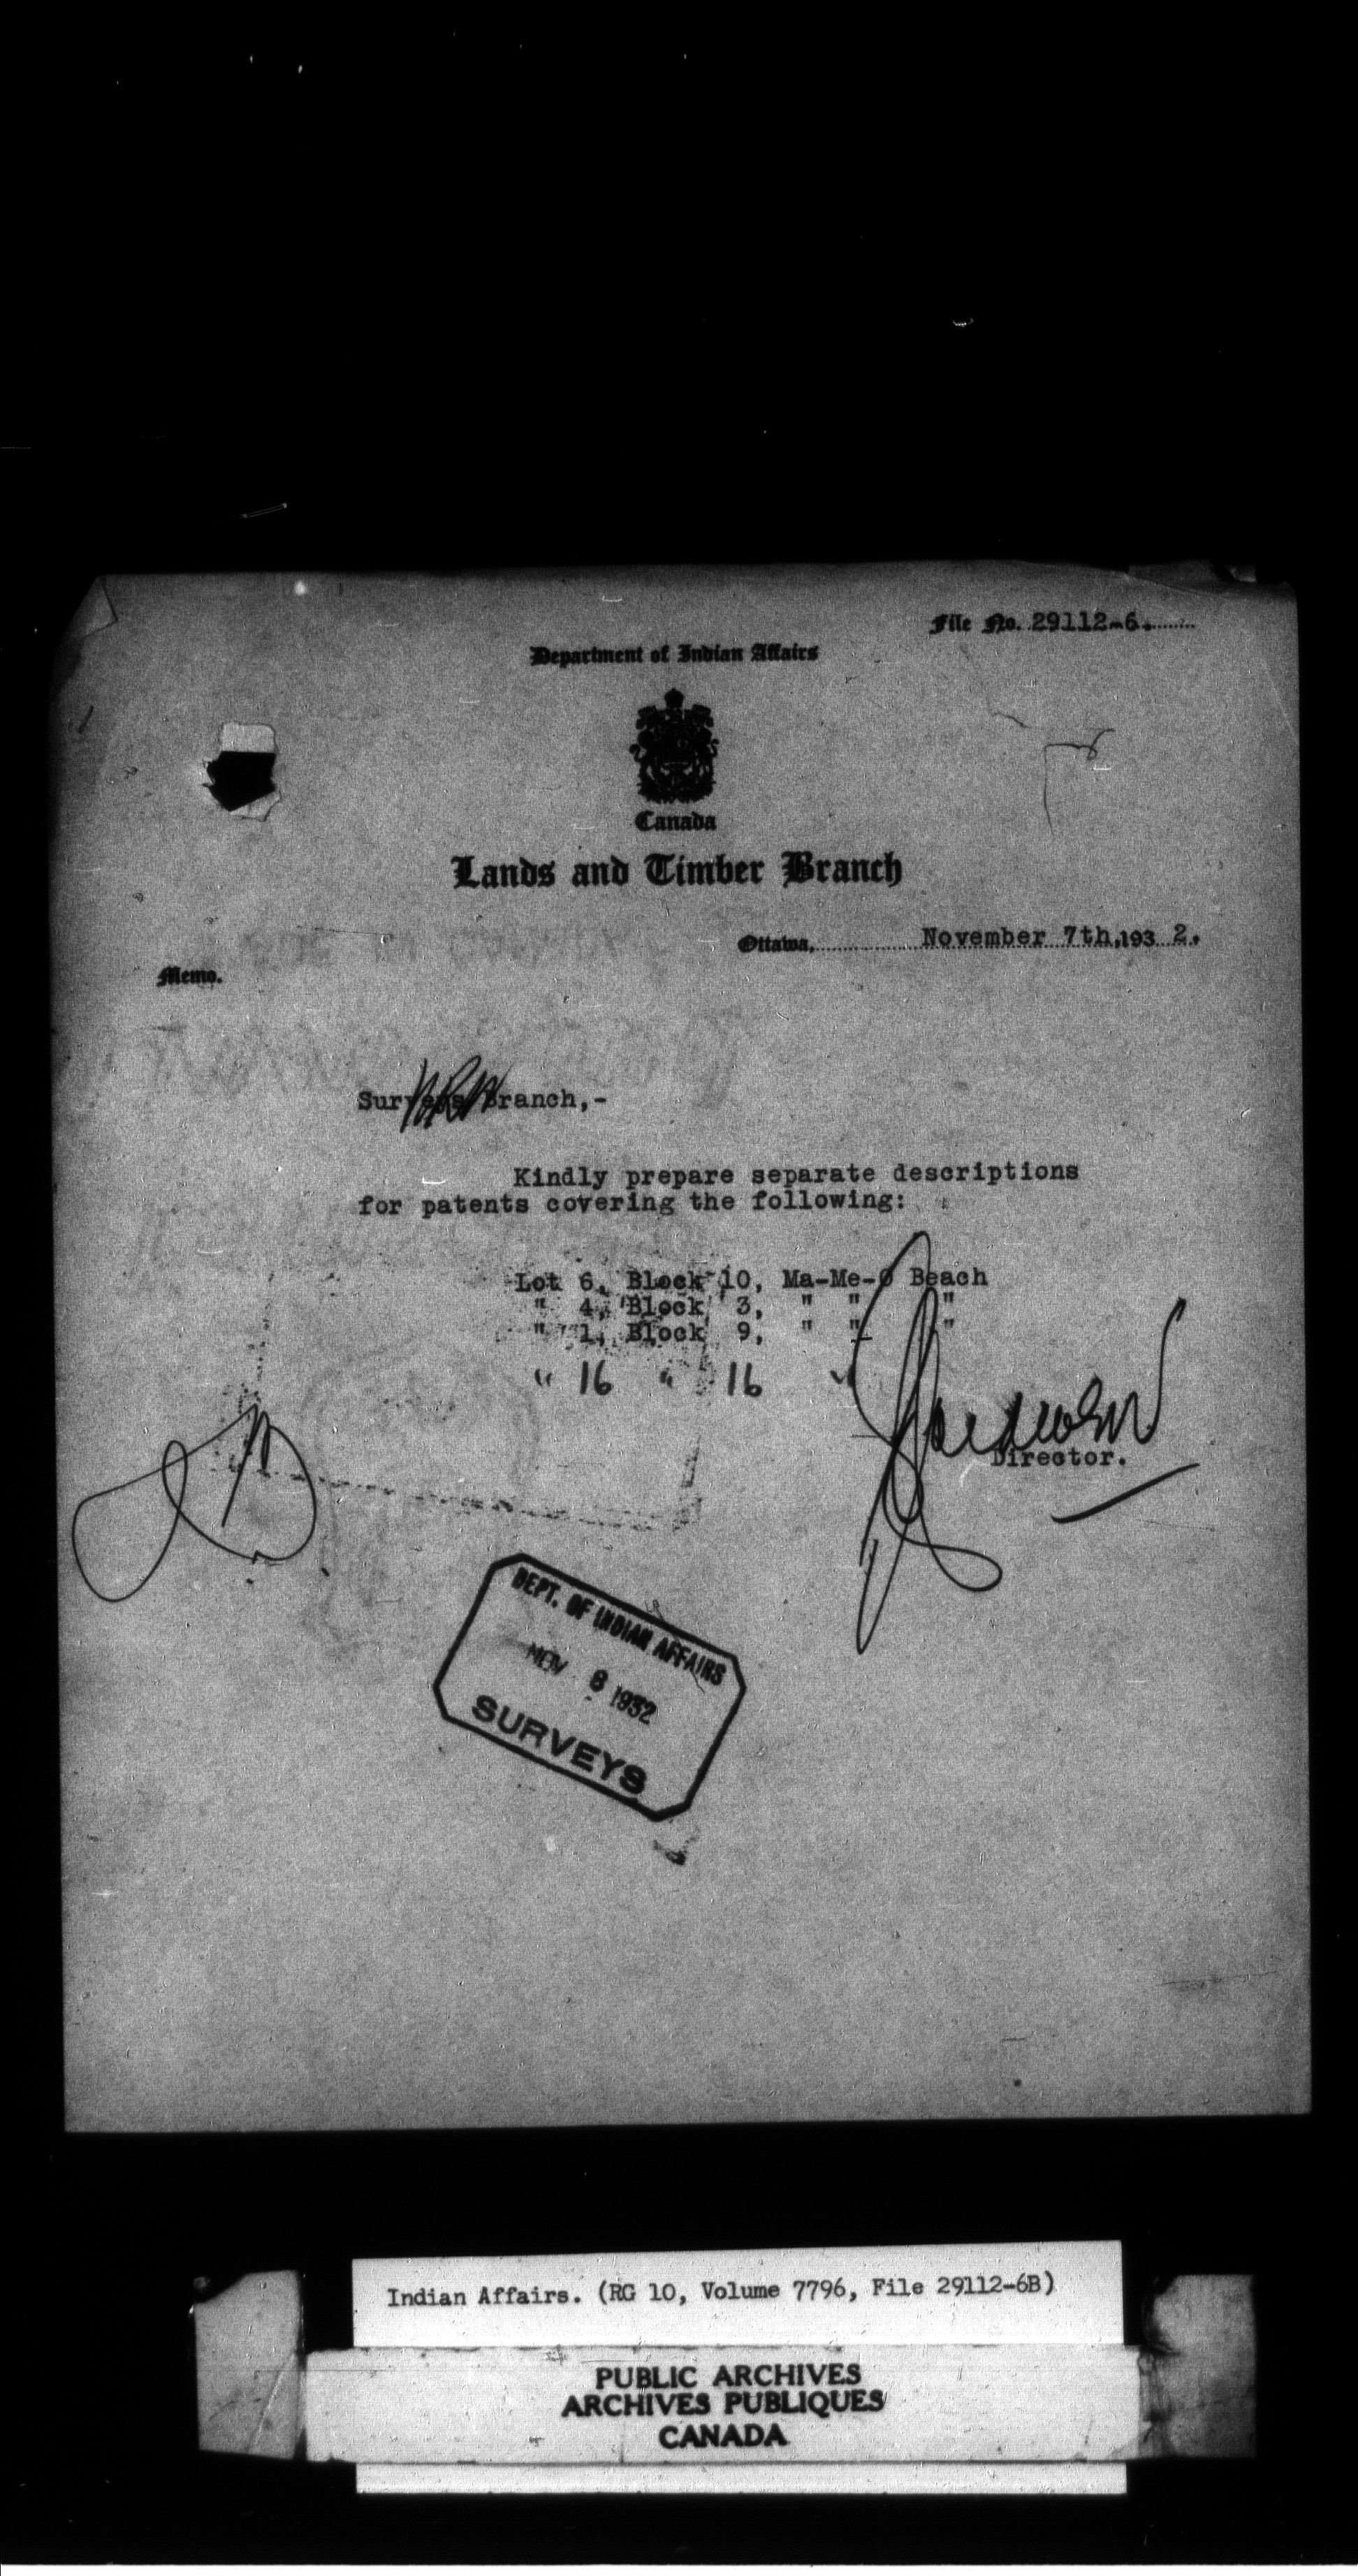 File No. 29112-6.
Department of Indian Affairs
Canada
Lands and Timber Branch
Ottawa, November 7th, 193 2.
Memo.
Surveys Branch,-
Kindly prepare separate descriptions
for patents covering the following:
Lot 6, Block 10, Ma-Me-O Beach
" 4, Block 3, " " "
" 1, Block 9, " " "
" 16 " 16 "
Director.
DEPT. OF INDIAN AFFAIRS
NOV 8 1932
SURVEYS
Indian Affairs. (RG 10, Volume 7796, File 29112-6B)
PUBLIC ARCHIVES
ARCHIVES PUBLIQUES
CANADA